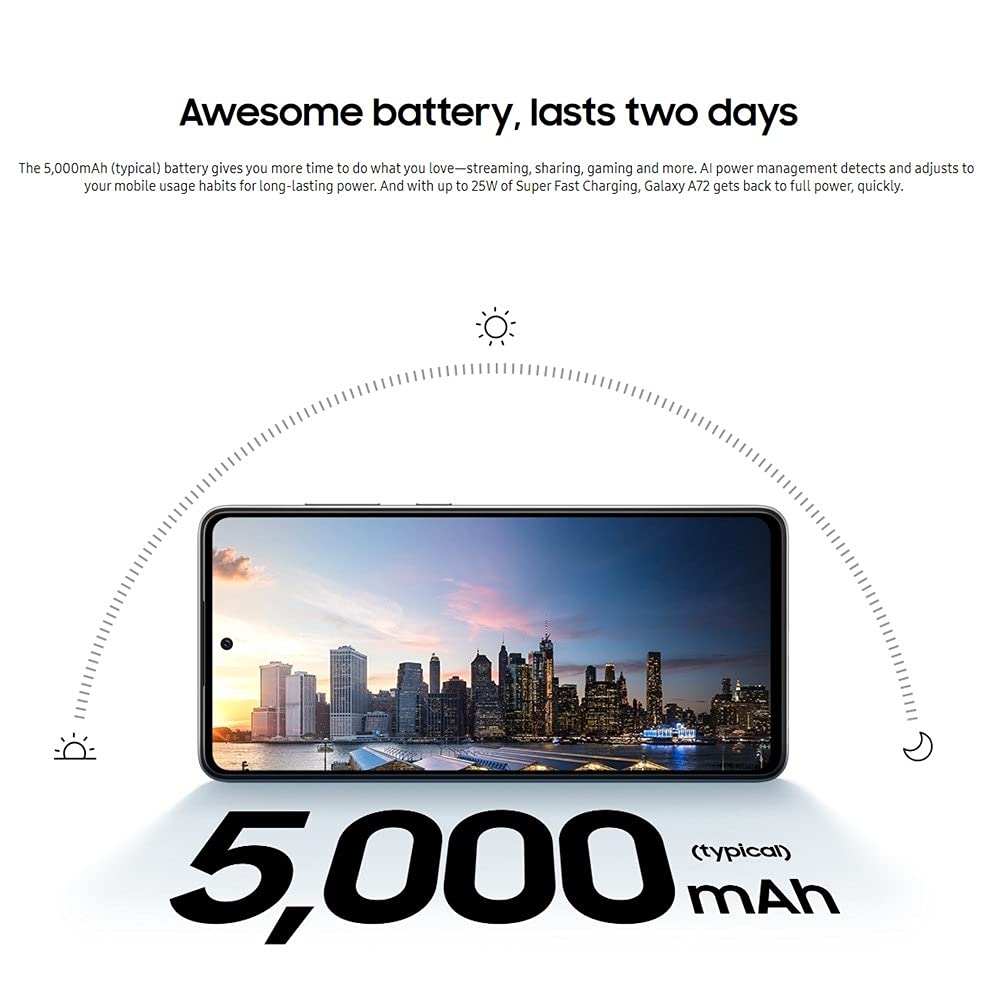 Awesome battery, lasts two days
The 5,000mAh (typical) battery gives you more time to do what you love—streaming, sharing, gaming and more. AI power management detects and adjusts to
your mobile usage habits for long-lasting power. And with up to 25W of Super Fast Charging, Galaxy A72 gets back to full power, quickly.
5,000 (typical) mAh